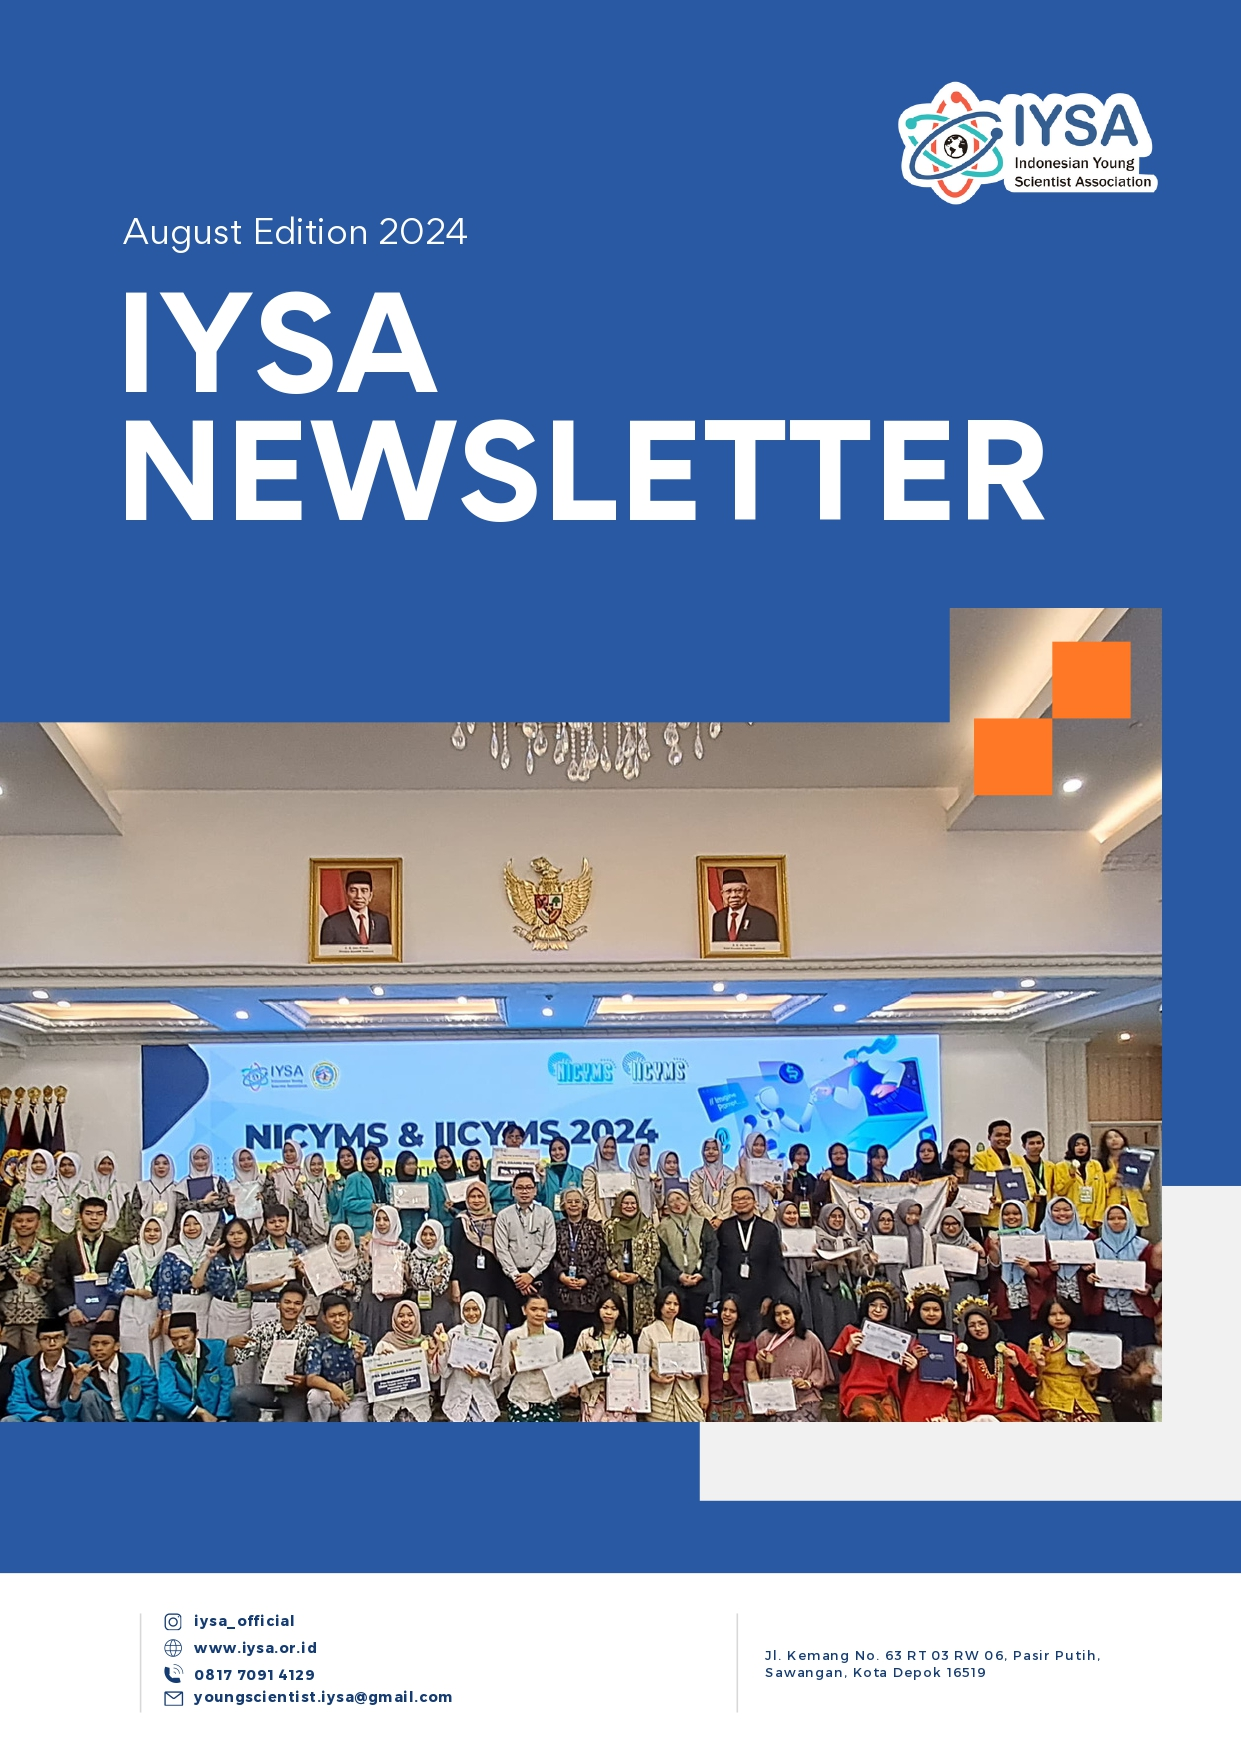 IYSA
Indonesian Young
Scientist Association
August Edition 2024
IYSA
NEWSLETTER
IYSA
NICYMS
IICYMS
NICYMS & IICYMS 2024
iysa_official
www.iysa.or.id
0817 7091 4129
youngscientist.iysa@gmail.com
Jl. Kemang No. 63 RT 03 RW 06, Pasir Putih,
Sawangan, Kota Depok 16519